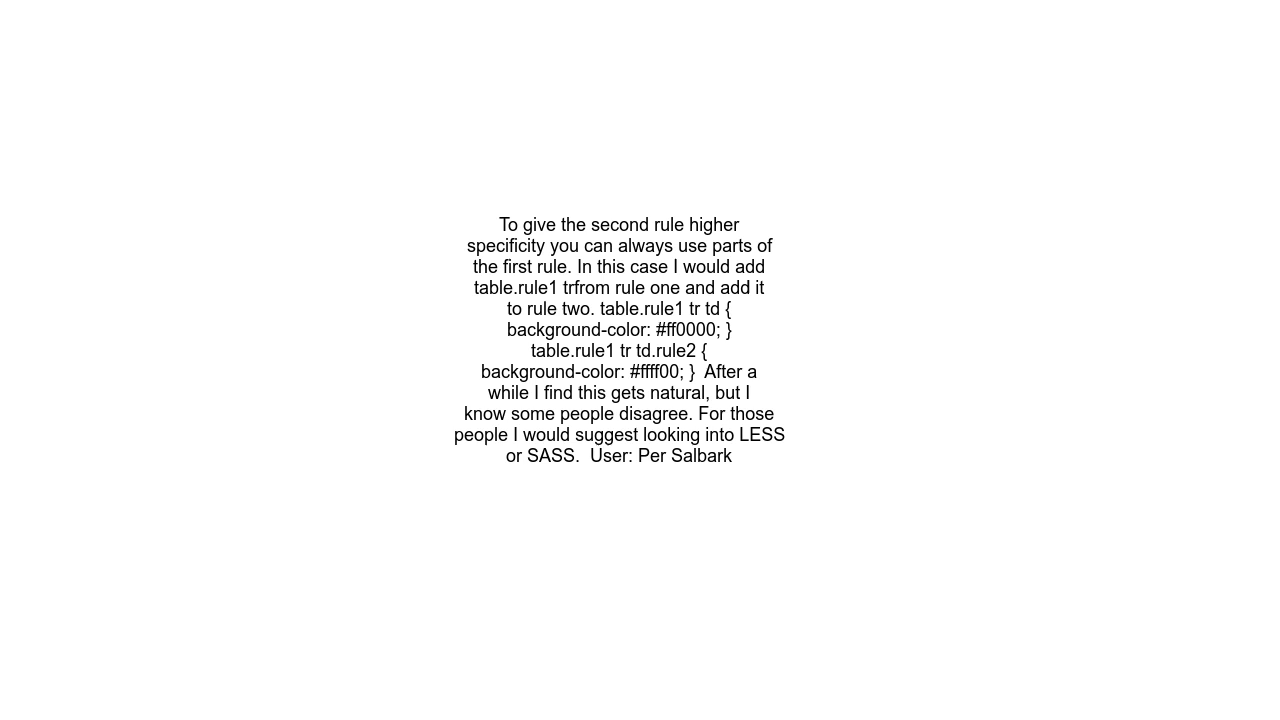 To give the second rule higher
specificity you can always use parts of
the first rule. In this case I would add
table.rule1 trfrom rule one and add it
to rule two. table.rule1 tr td {
background-color: #ff0000; }
table.rule1 tr td.rule2 {
background-color: #ffff00; }  After a
while I find this gets natural, but I
know some people disagree. For those
people I would suggest looking into LESS
or SASS.  User: Per Salbark